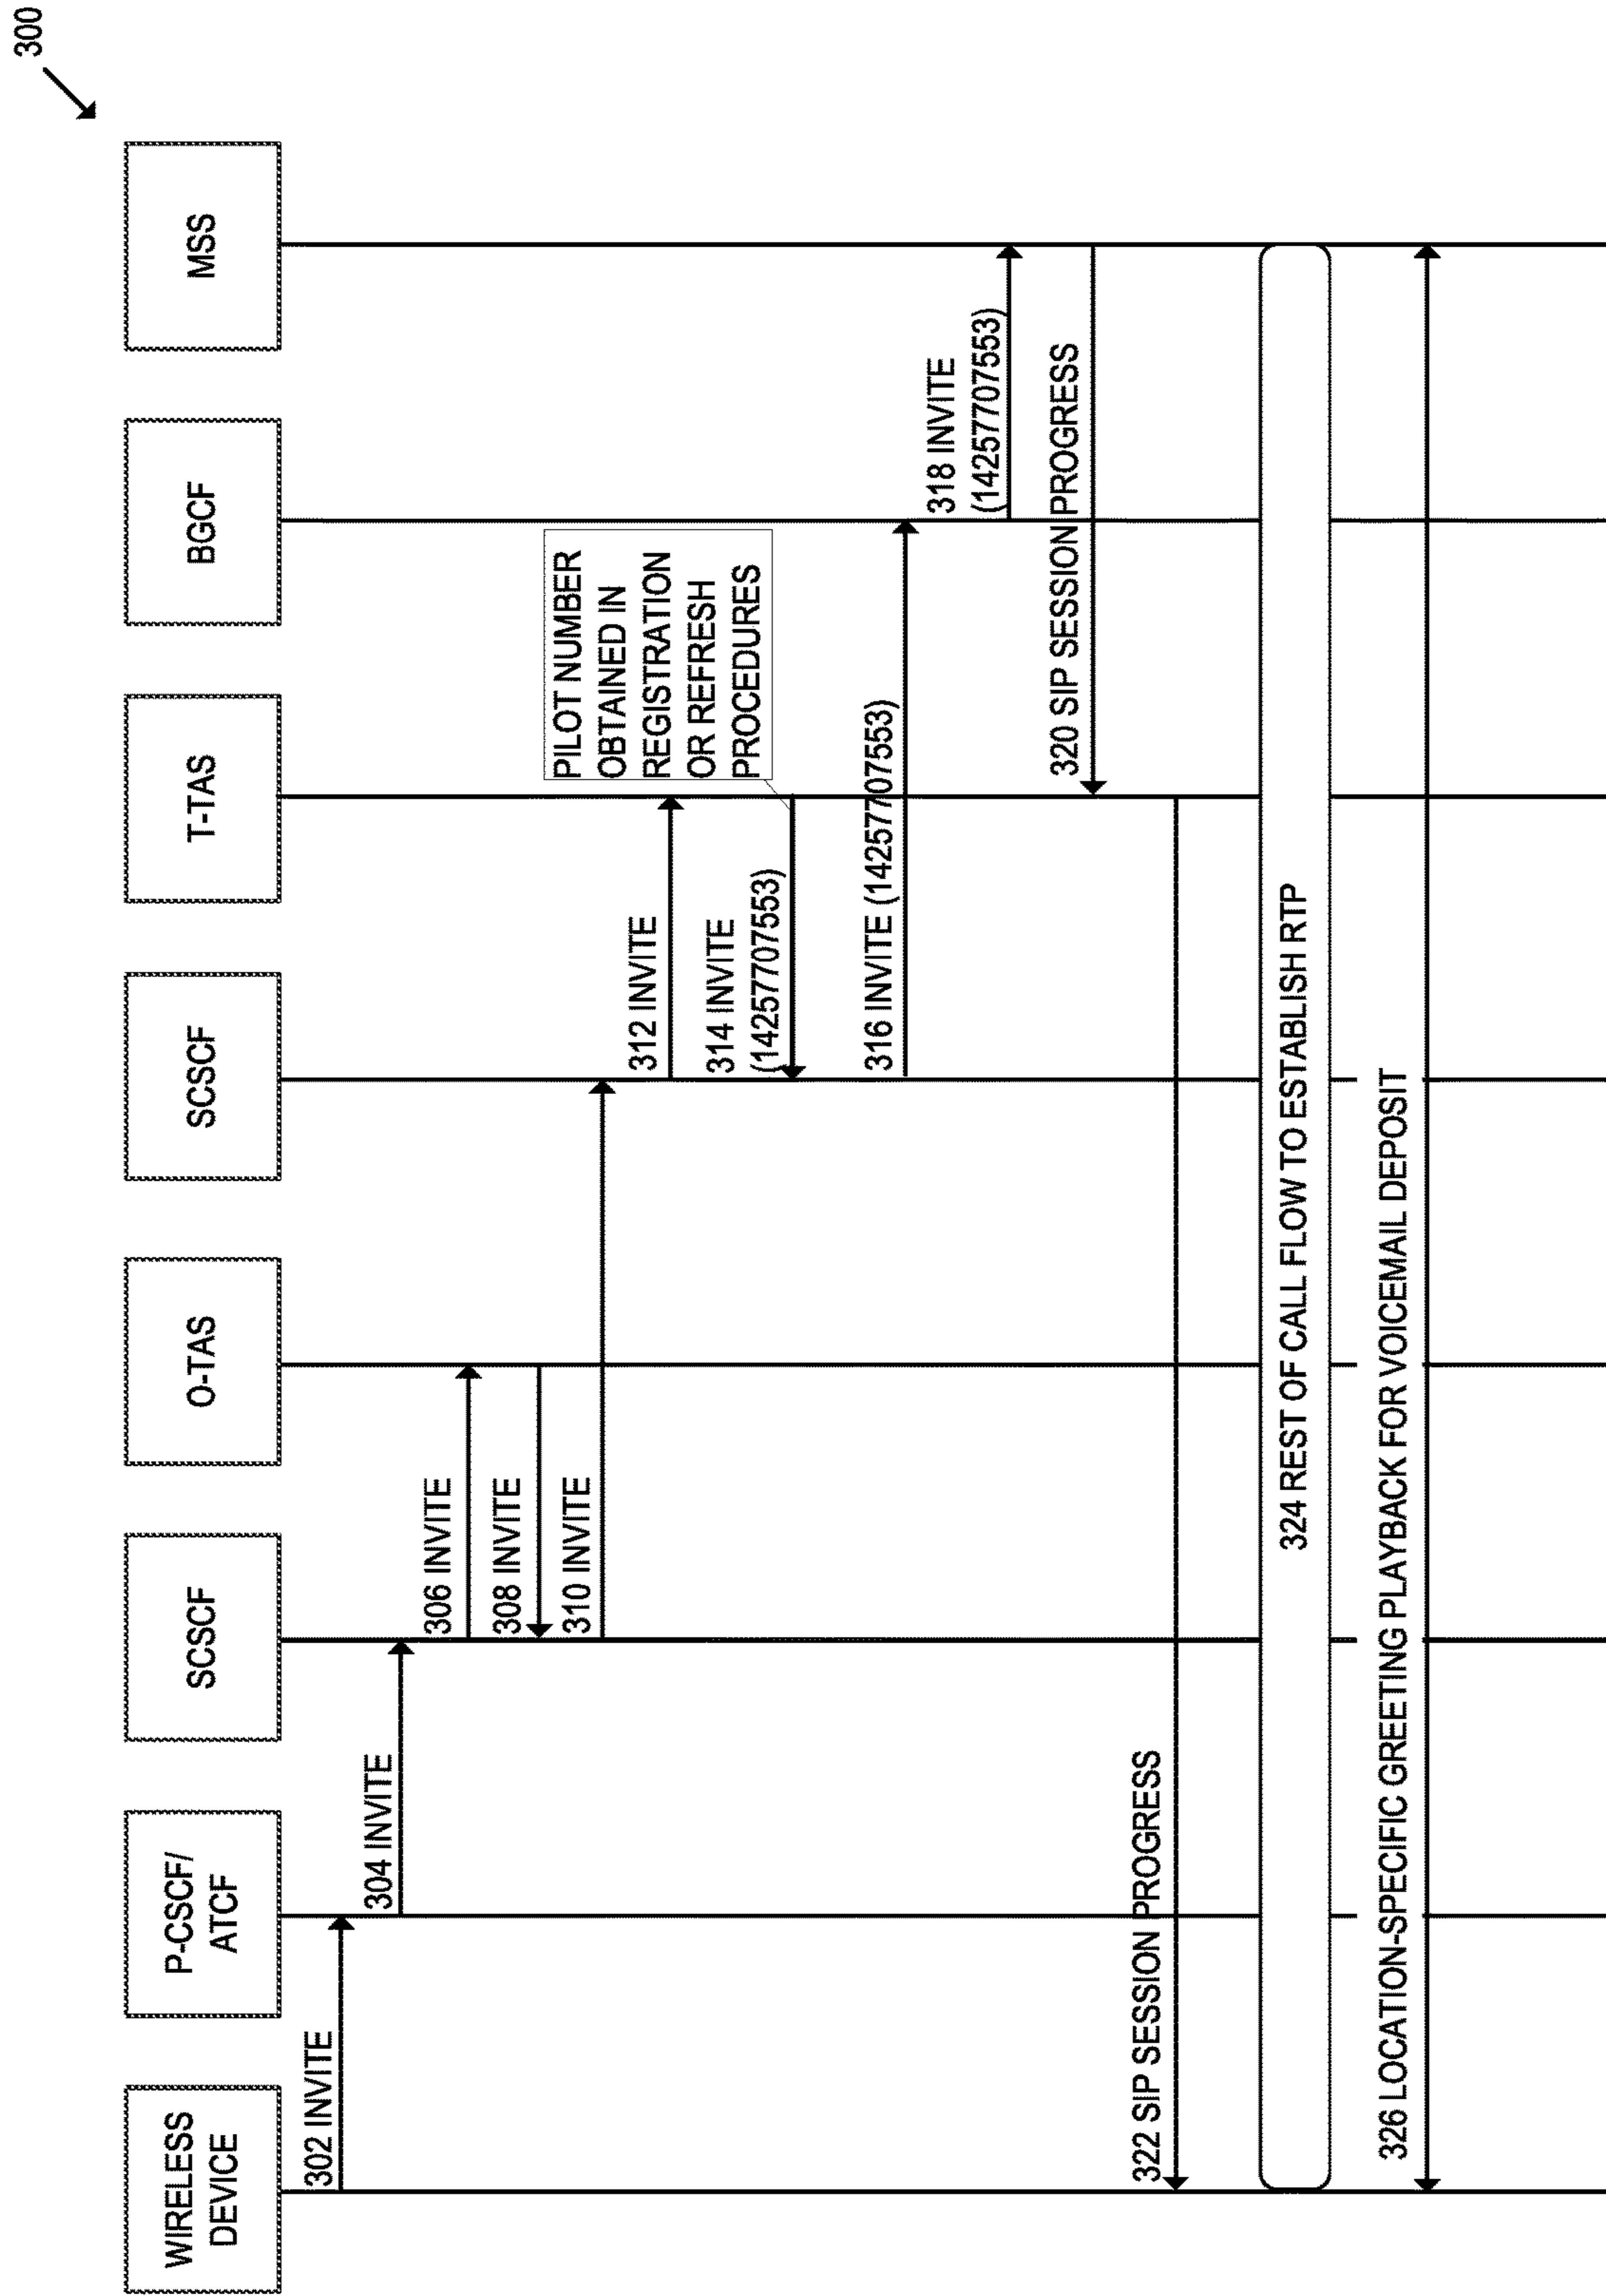 300
WIRELESS
DEVICE
P-CSCF/
ATCF
SCSCF
O-TAS
SCSCF
T-TAS
BGCF
MSS
302 INVITE
304 INVITE
306 INVITE
308 INVITE
310 INVITE
312 INVITE
PILOT NUMBER
OBTAINED IN
REGISTRATION
OR REFRESH
PROCEDURES
314 INVITE
(14257707553)
316 INVITE (14257707553)
318 INVITE
(14257707553)
320 SIP SESSION PROGRESS
322 SIP SESSION PROGRESS
324 REST OF CALL FLOW TO ESTABLISH RTP
326 LOCATION-SPECIFIC GREETING PLAYBACK FOR VOICEMAIL DEPOSIT